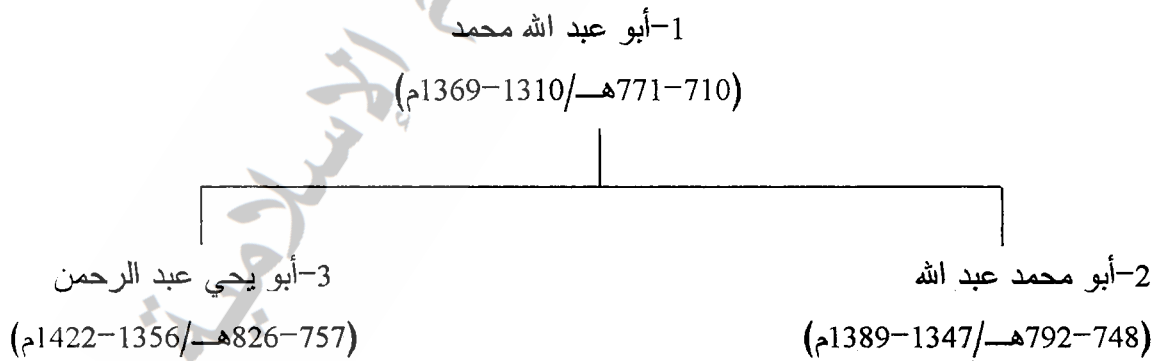 1-أبو عبد الله محمد
(710-771هـ/1310-1369م)
2-أبو محمد عبد الله
(748-792هـ/1347-1389م)
3-أبو يحي عبد الرحمن
(757-826هـ/1356-1422م)
الإسلامية